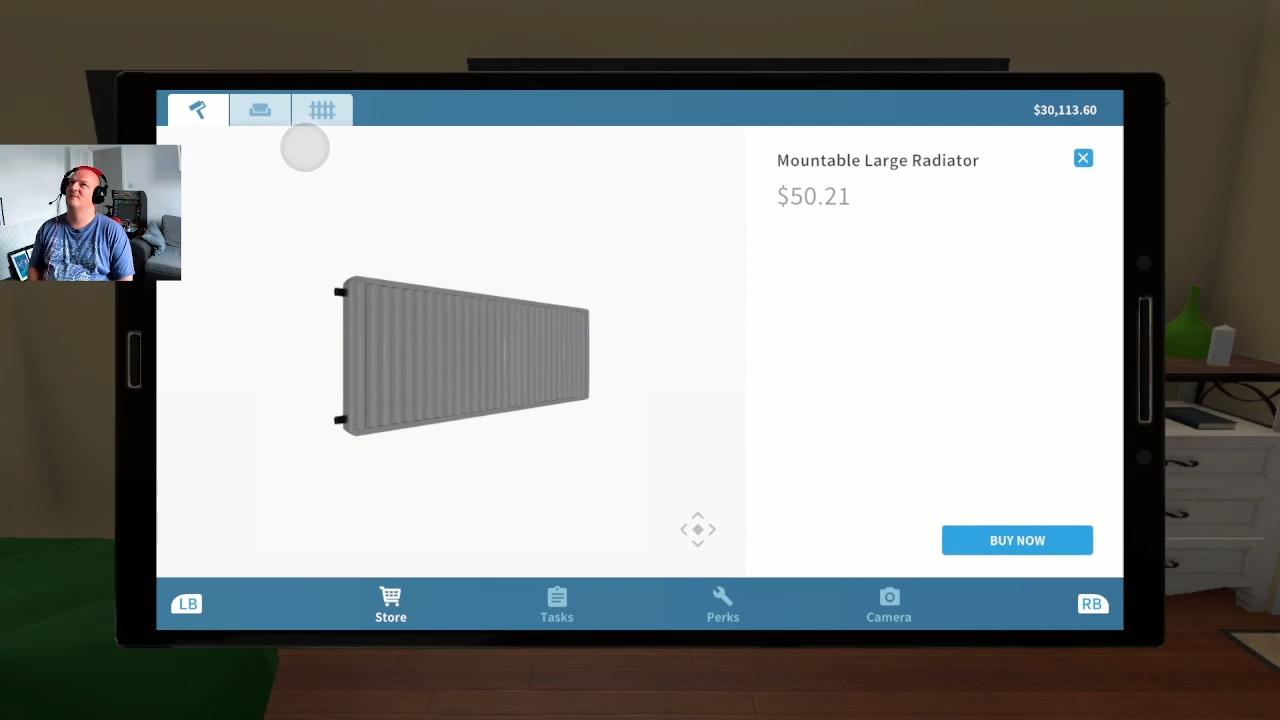 $30,113.60
Mountable Large Radiator
$50.21
BUY NOW
LB
Store
Tasks
Perks
Camera
RB